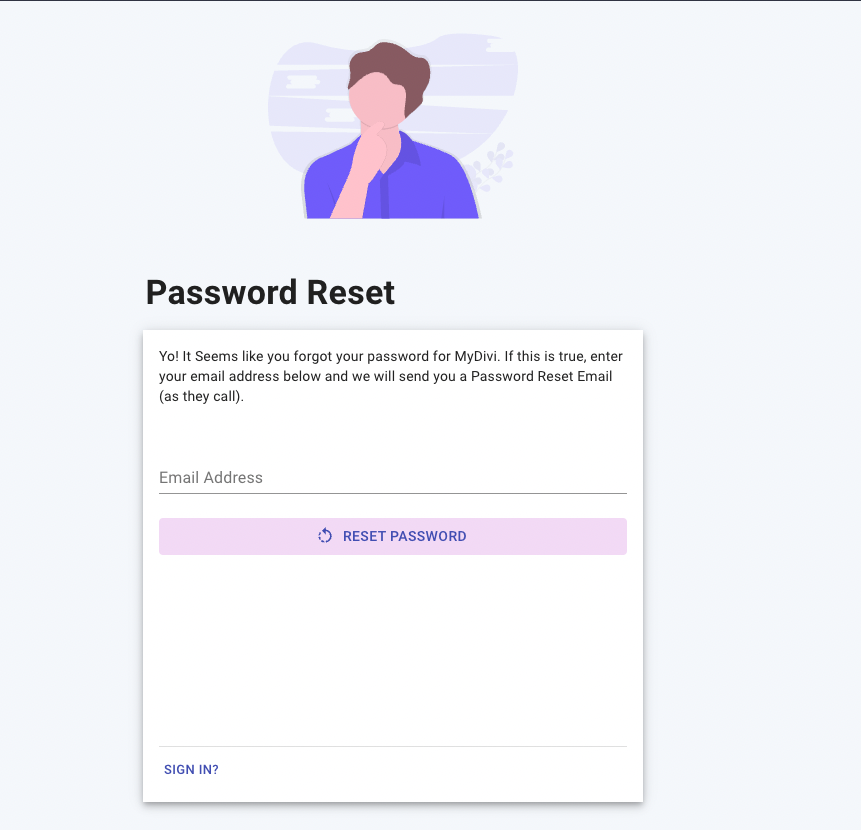 Password Reset
Yo! It Seems like you forgot your password for MyDivi. If this is true, enter
your email address below and we will send you a Password Reset Email
(as they call).
Email Address
RESET PASSWORD
SIGN IN?